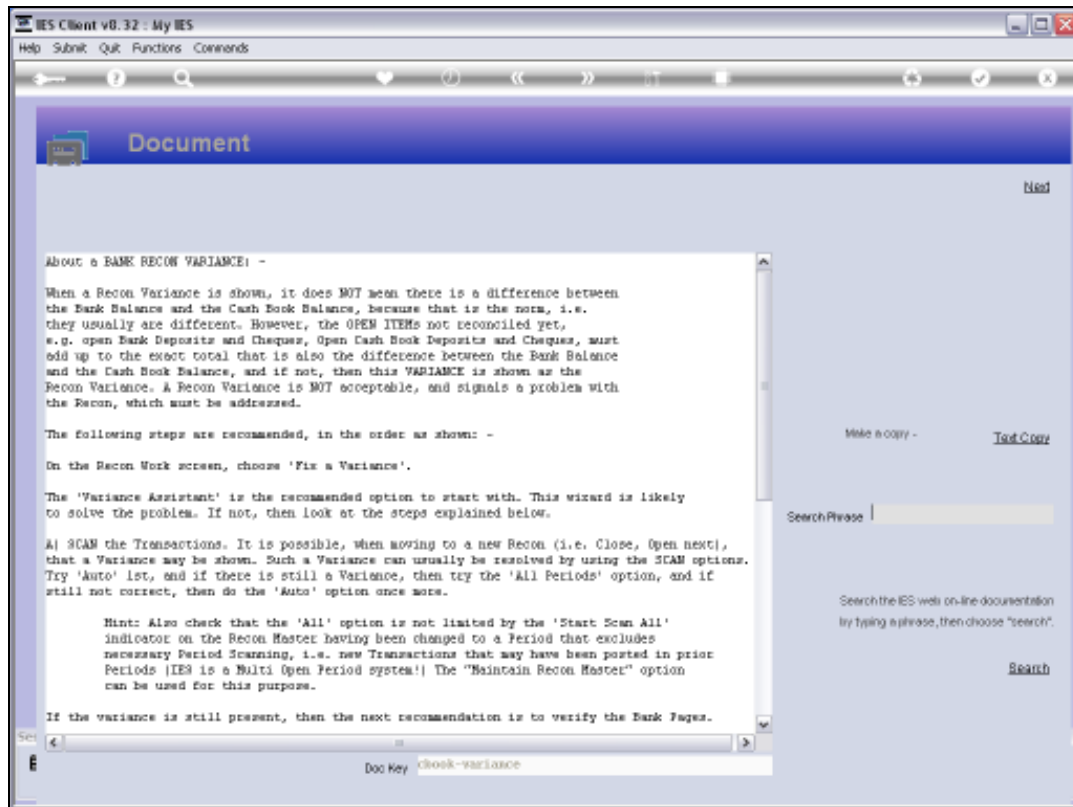 IES Client v8.32 : My IES
Help Submit Quit Functions Commands
Document
Next
About a BANK RECON VARIANCE: -
When a Recon Variance is shown, it does NOT mean there is a difference between
the Bank Balance and the Cash Book Balance, because that is the norm, i.e.
they usually are different. However, the OPEN ITEMs not reconciled yet,
e.g. open Bank Deposits and Cheques, Open Cash Book Deposits and Cheques, must
add up to the exact total that is also the difference between the Bank Balance
and the Cash Book Balance, and if not, then this VARIANCE is shown as the
Recon Variance. A Recon Variance is NOT acceptable, and signals a problem with
the Recon, which must be addressed.
The following steps are recommended, in the order as shown: -
On the Recon Work screen, choose 'Fix a Variance'.
The 'Variance Assistant' is the recommended option to start with. This wizard is likely
to solve the problem. If not, then look at the steps explained below.
A) SCAN the Transactions. It is possible, when moving to a new Recon (i.e. Close, Open next),
that a Variance may be shown. Such a Variance can usually be resolved by using the SCAN options.
Try 'Auto' 1st, and if there is still a Variance, then try the 'All Periods' option, and if
still not correct, then do the 'Auto' option once more.
Hint: Also check that the 'All' option is not limited by the 'Start Scan All'
indicator on the Recon Master having been changed to a Period that excludes
necessary Period Scanning, i.e. new Transactions that may have been posted in prior
Periods (IES is a Multi Open Period system!) The "Maintain Recon Master" option
can be used for this purpose.
If the variance is still present, then the next recommendation is to verify the Bank Pages.
Make a copy -
Text Copy
Search Phrase
Search the IES web on-line documentation
by typing a phrase, then choose "search".
Search
Ses
Doc Key cbook-variance